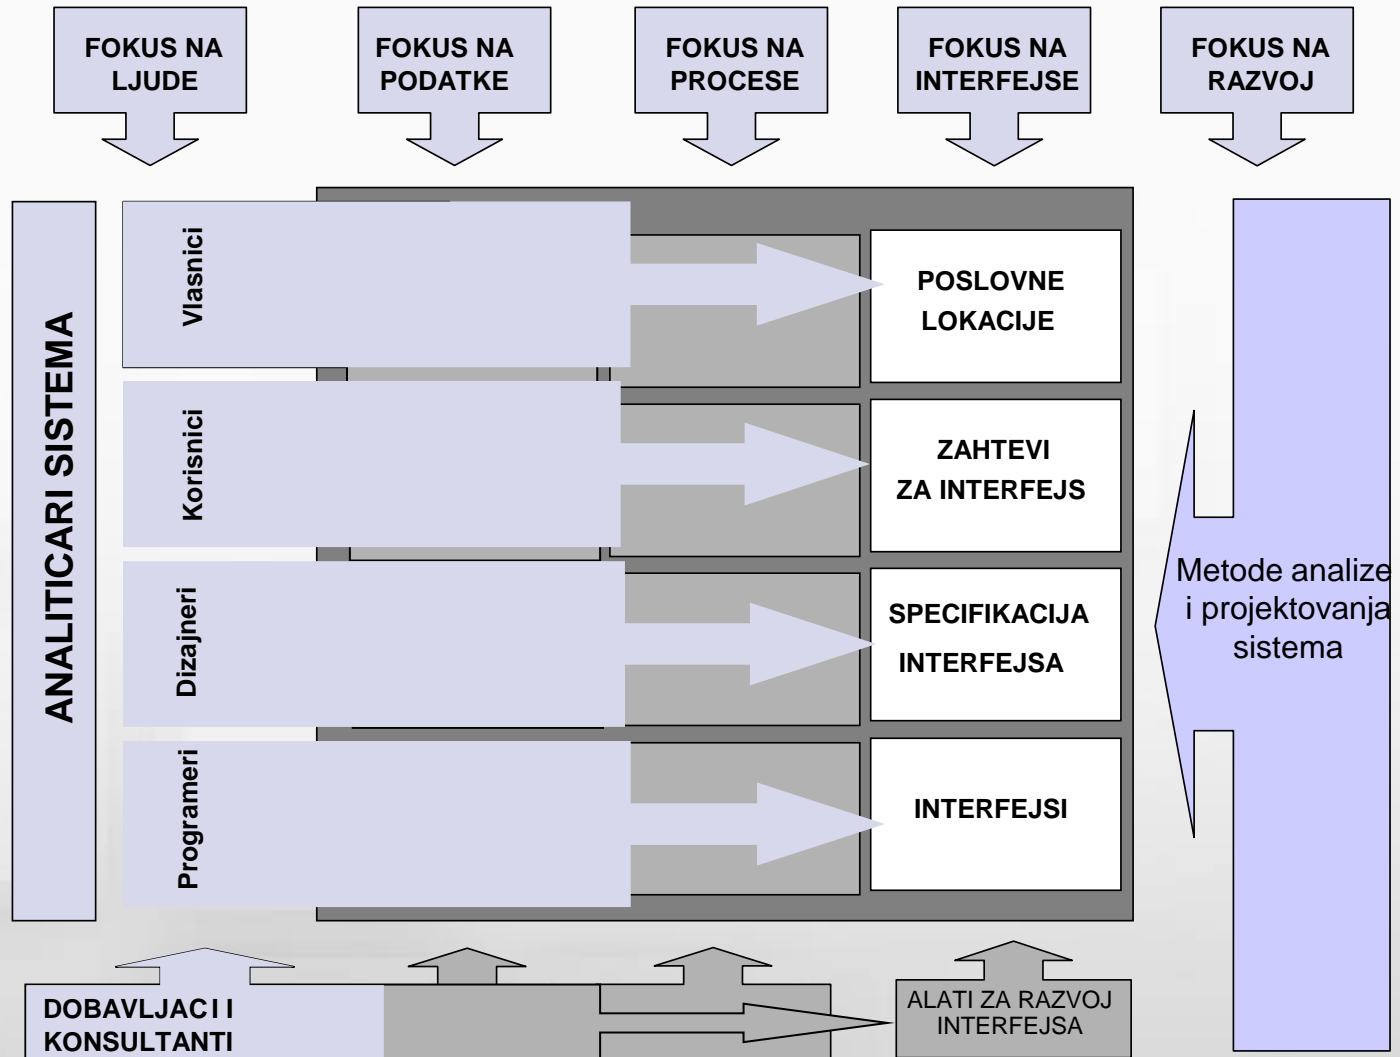 FOKUS NA
LJUDE
FOKUS NA
PODATKE
FOKUS NA
PROCESE
FOKUS NA
INTERFEJSE
FOKUS NA
RAZVOJ
ANALITICARI SISTEMA
Vlasnici
POSLOVNE
LOKACIJE
Korisnici
ZAHTEVI
ZA INTERFEJS
Dizajneri
SPECIFIKACIJA
INTERFEJSA
Programeri
INTERFEJSI
Metode analize
i projektovanja
sistema
DOBAVLJACI I
KONSULTANTI
ALATI ZA RAZVOJ
INTERFEJSA